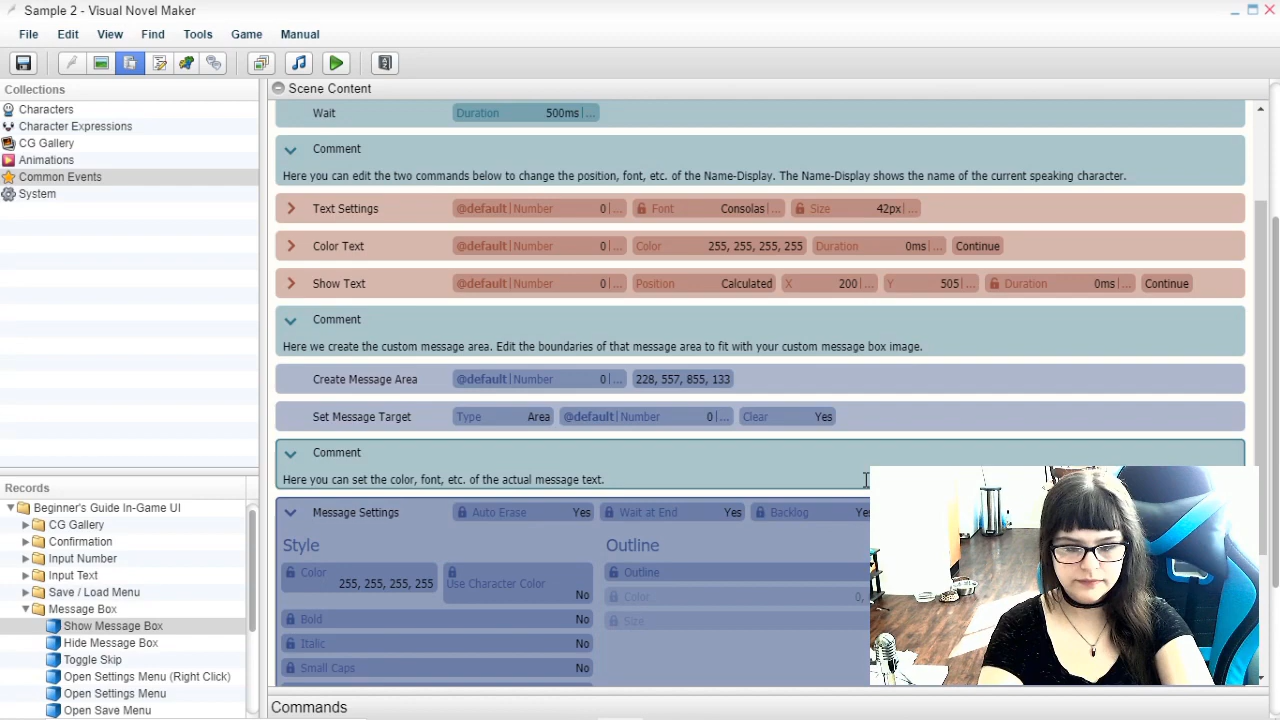 Sample 2 - Visual Novel Maker
File Edit View Find Tools Game Manual
Collections
Characters
Character Expressions
CG Gallery
Animations
Common Events
System
Records
Beginner's Guide In-Game UI
CG Gallery
Confirmation
Input Number
Input Text
Save / Load Menu
Message Box
Show Message Box
Hide Message Box
Toggle Skip
Open Settings Menu (Right Click)
Open Settings Menu
Open Save Menu
Scene Content
Wait Duration 500ms|...
Comment
Here you can edit the two commands below to change the position, font, etc. of the Name-Display. The Name-Display shows the name of the current speaking character.
Text Settings @default|Number 0|... Font Consolas|... Size 42px|...
Color Text @default|Number 0|... Color 255, 255, 255, 255 Duration 0ms|... Continue
Show Text @default|Number 0|... Position Calculated X 200|... Y 505|... Duration 0ms|... Continue
Comment
Here we create the custom message area. Edit the boundaries of that message area to fit with your custom message box image.
Create Message Area @default|Number 0|... 228, 557, 855, 133
Set Message Target Type Area @default|Number 0|... Clear Yes
Comment
Here you can set the color, font, etc. of the actual message text.
Message Settings Auto Erase Yes Wait at End Yes Backlog Yes
Style Outline
Color 255, 255, 255, 255 Use Character Color No Outline
Color 0,
Bold No Size
Italic No
Small Caps No
Commands